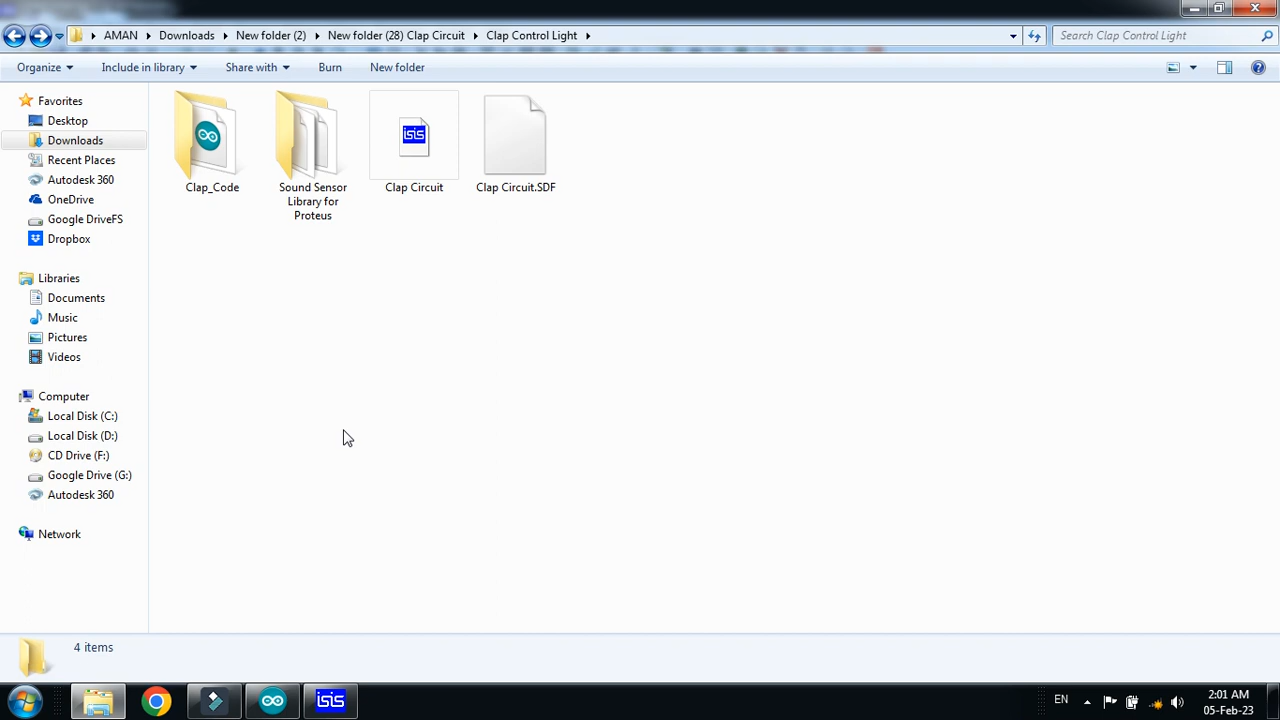 AMAN
Downloads
New folder (2)
New folder (28) Clap Circuit
Clap Control Light
Search Clap Control Light
Organize
Include in library
Share with
Burn
New folder
Favorites
Desktop
Downloads
Recent Places
Autodesk 360
OneDrive
Google DriveFS
Dropbox
Libraries
Documents
Music
Pictures
Videos
Computer
Local Disk (C:)
Local Disk (D:)
CD Drive (F:)
Google Drive (G:)
Autodesk 360
Network
Clap_Code
Sound Sensor
Library for
Proteus
isis
Clap Circuit
Clap Circuit.SDF
4 items
isis
EN
2:01 AM
05-Feb-23